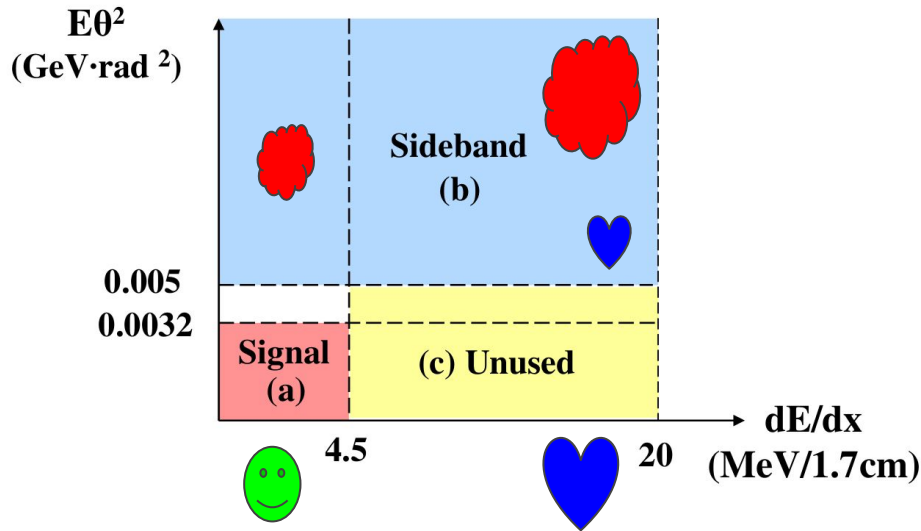 Eθ²
(GeV·rad ²)
Sideband
(b)
0.005
0.0032
Signal
(a)
(c) Unused
4.5
20
dE/dx
(MeV/1.7cm)